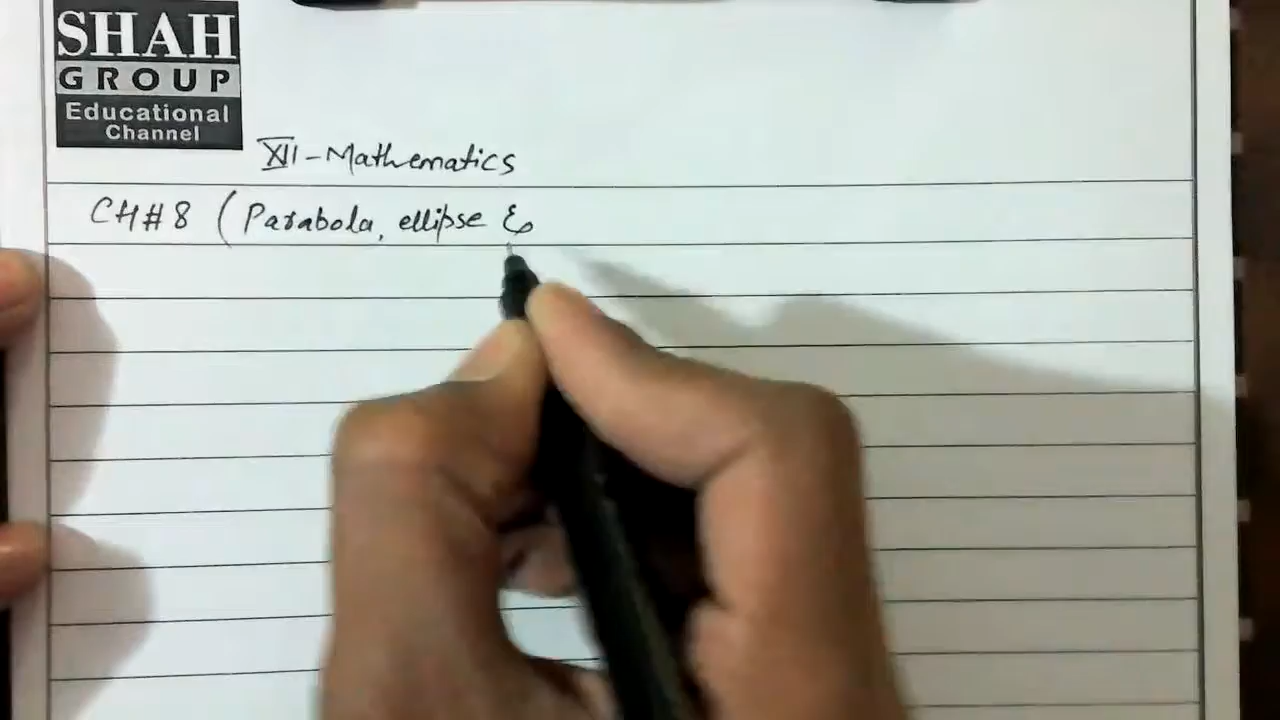 SHAH
GROUP
Educational
Channel
XII - Mathematics
CH# 8 (Parabola, ellipse &